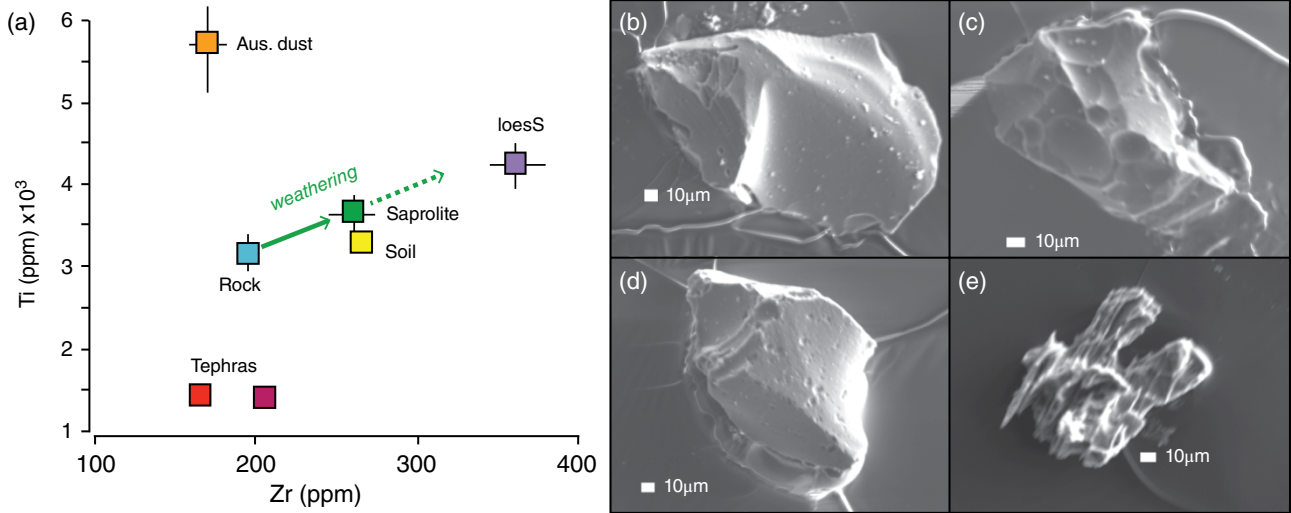 (a)
6
5
4
3
2
1
Ti (ppm) x10³
Aus. dust
loesS
weathering
Saprolite
Soil
Rock
Tephras
100
200
300
400
Zr (ppm)
(b)
10μm
(c)
10μm
(d)
10μm
(e)
10μm